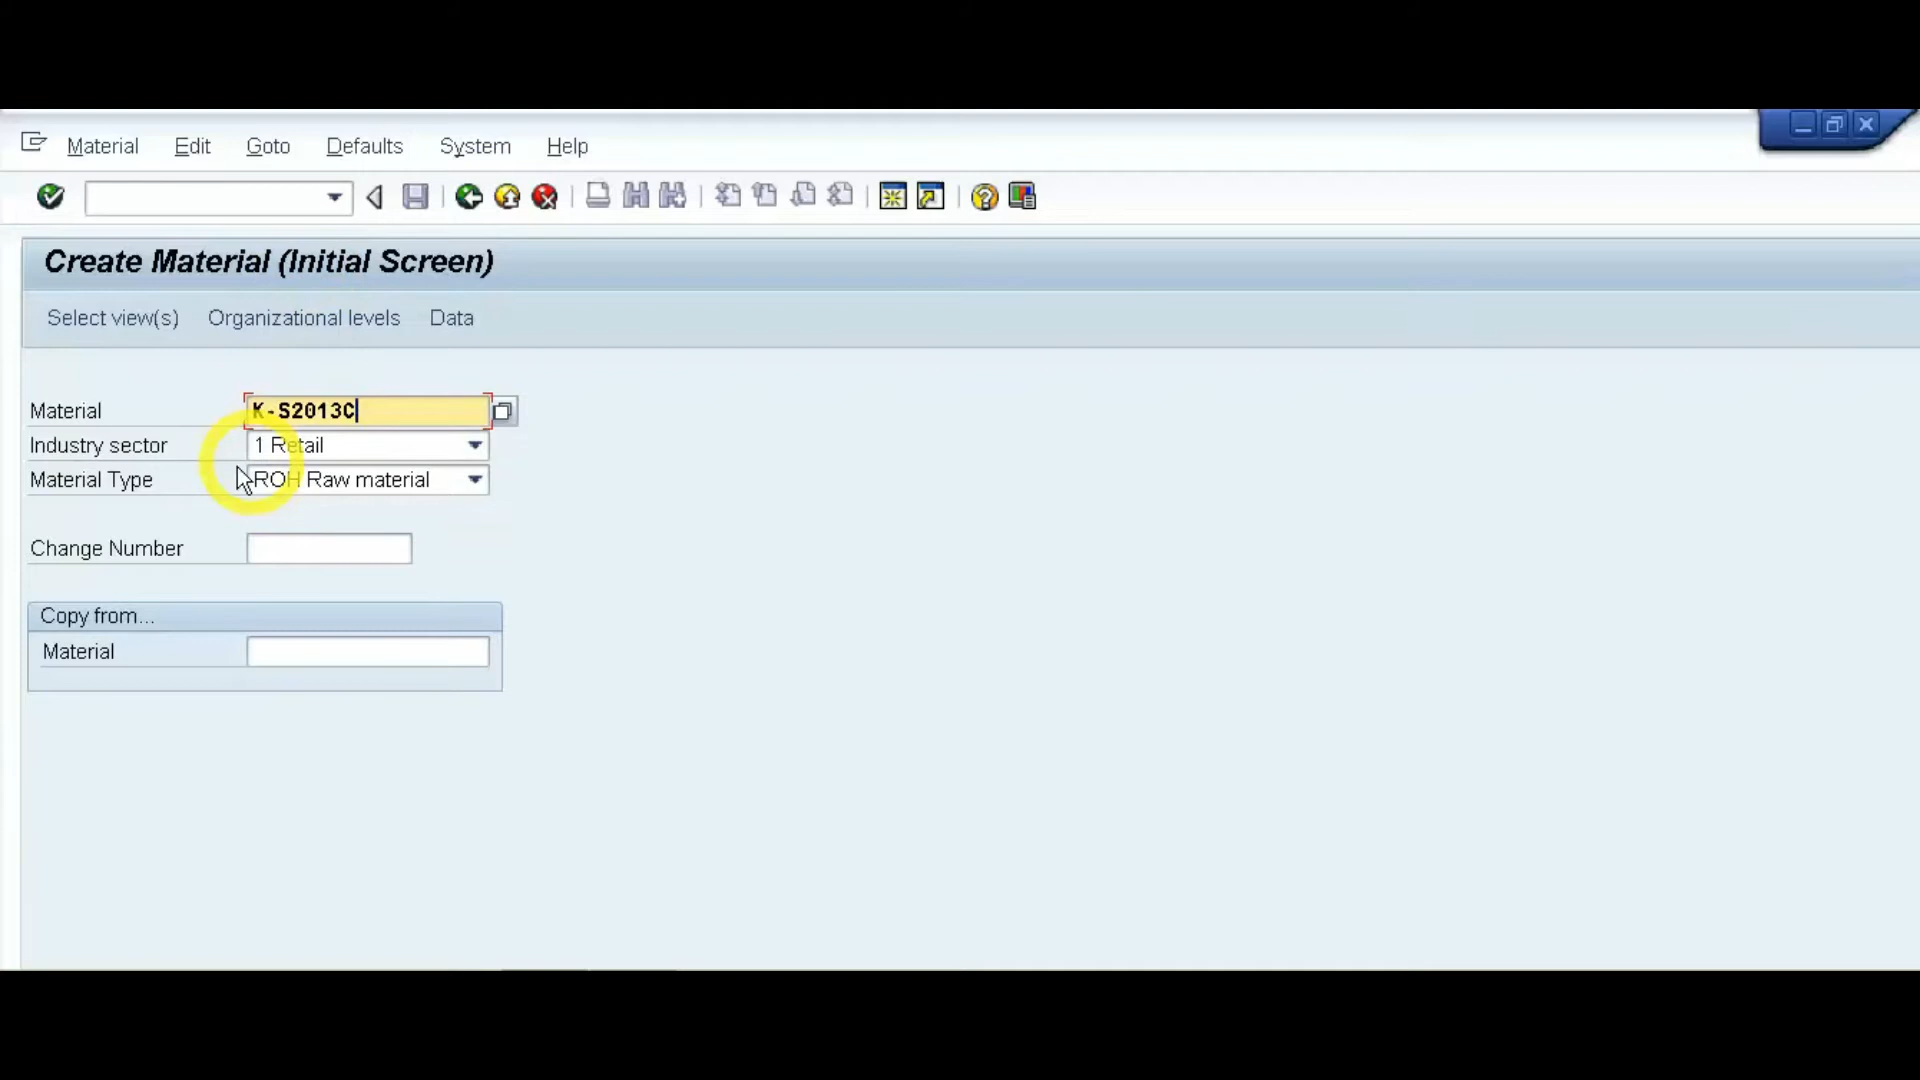 Material Edit Goto Defaults System Help
Create Material (Initial Screen)
Select view(s) Organizational levels Data
Material K-S2013C
Industry sector 1 Retail
Material Type ROH Raw material
Change Number
Copy from...
Material